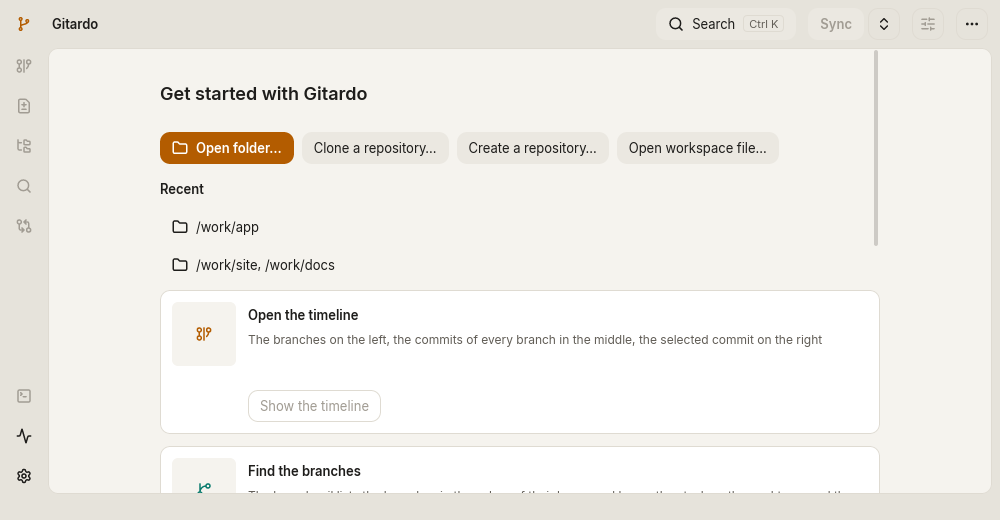 Gitardo
Search Ctrl K
Sync
Get started with Gitardo
Open folder...
Clone a repository...
Create a repository...
Open workspace file...
Recent
/work/app
/work/site, /work/docs
Open the timeline
The branches on the left, the commits of every branch in the middle, the selected commit on the right
Show the timeline
Find the branches